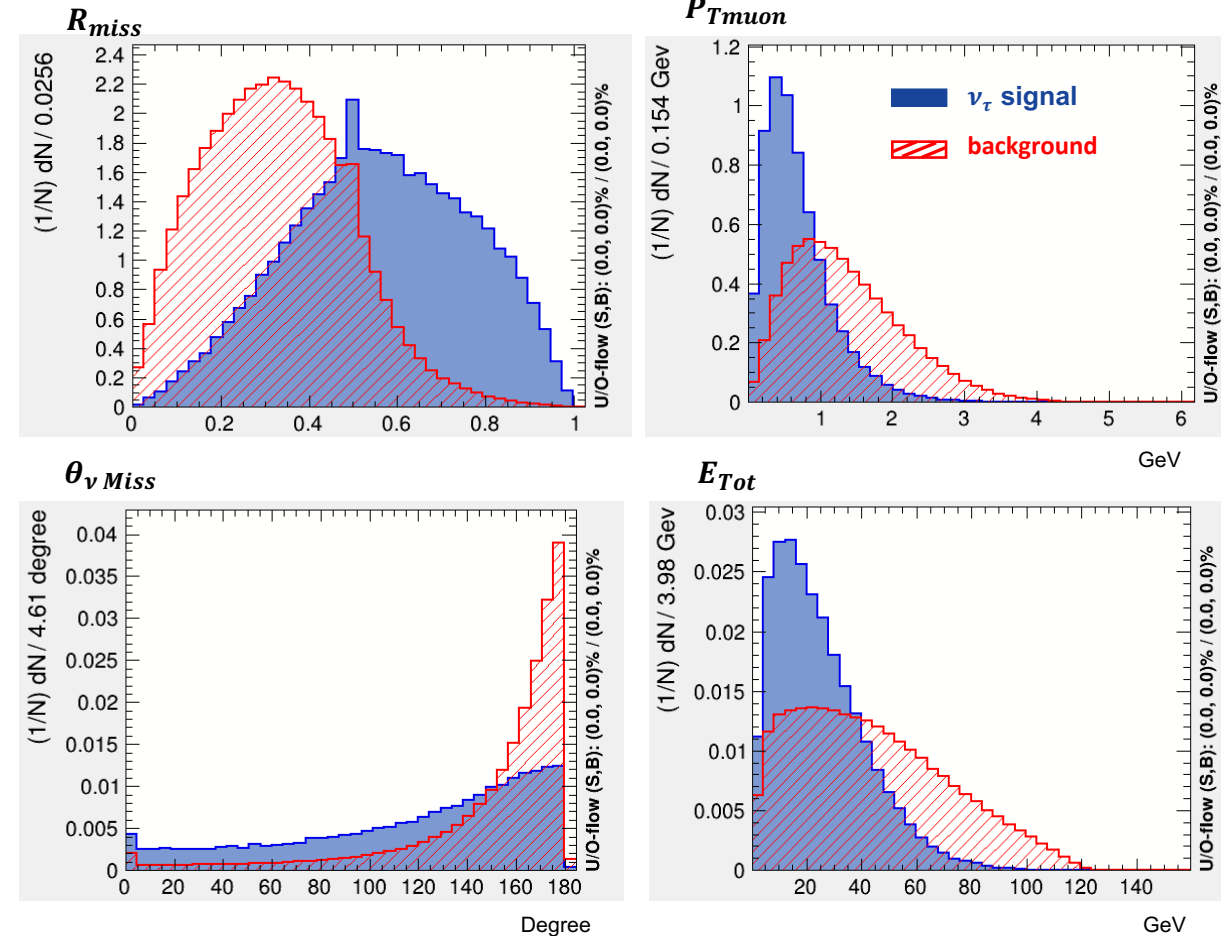 R_miss
P_Tmuon
(1/N) dN / 0.0256
2.4
2.2
2
1.8
1.6
1.4
1.2
1
0.8
0.6
0.4
0.2
0
0 0.2 0.4 0.6 0.8 1
U/O-flow (S,B): (0.0, 0.0)% / (0.0, 0.0)%
(1/N) dN / 0.154 Gev
1.2
1
0.8
0.6
0.4
0.2
0
1 2 3 4 5 6
ν_τ signal
background
U/O-flow (S,B): (0.0, 0.0)% / (0.0, 0.0)%
GeV
θ_ν Miss
E_Tot
(1/N) dN / 4.61 degree
0.04
0.035
0.03
0.025
0.02
0.015
0.01
0.005
0
0 20 40 60 80 100 120 140 160 180
U/O-flow (S,B): (0.0, 0.0)% / (0.0, 0.0)%
Degree
(1/N) dN / 3.98 Gev
0.03
0.025
0.02
0.015
0.01
0.005
0
20 40 60 80 100 120 140
U/O-flow (S,B): (0.0, 0.0)% / (0.0, 0.0)%
GeV